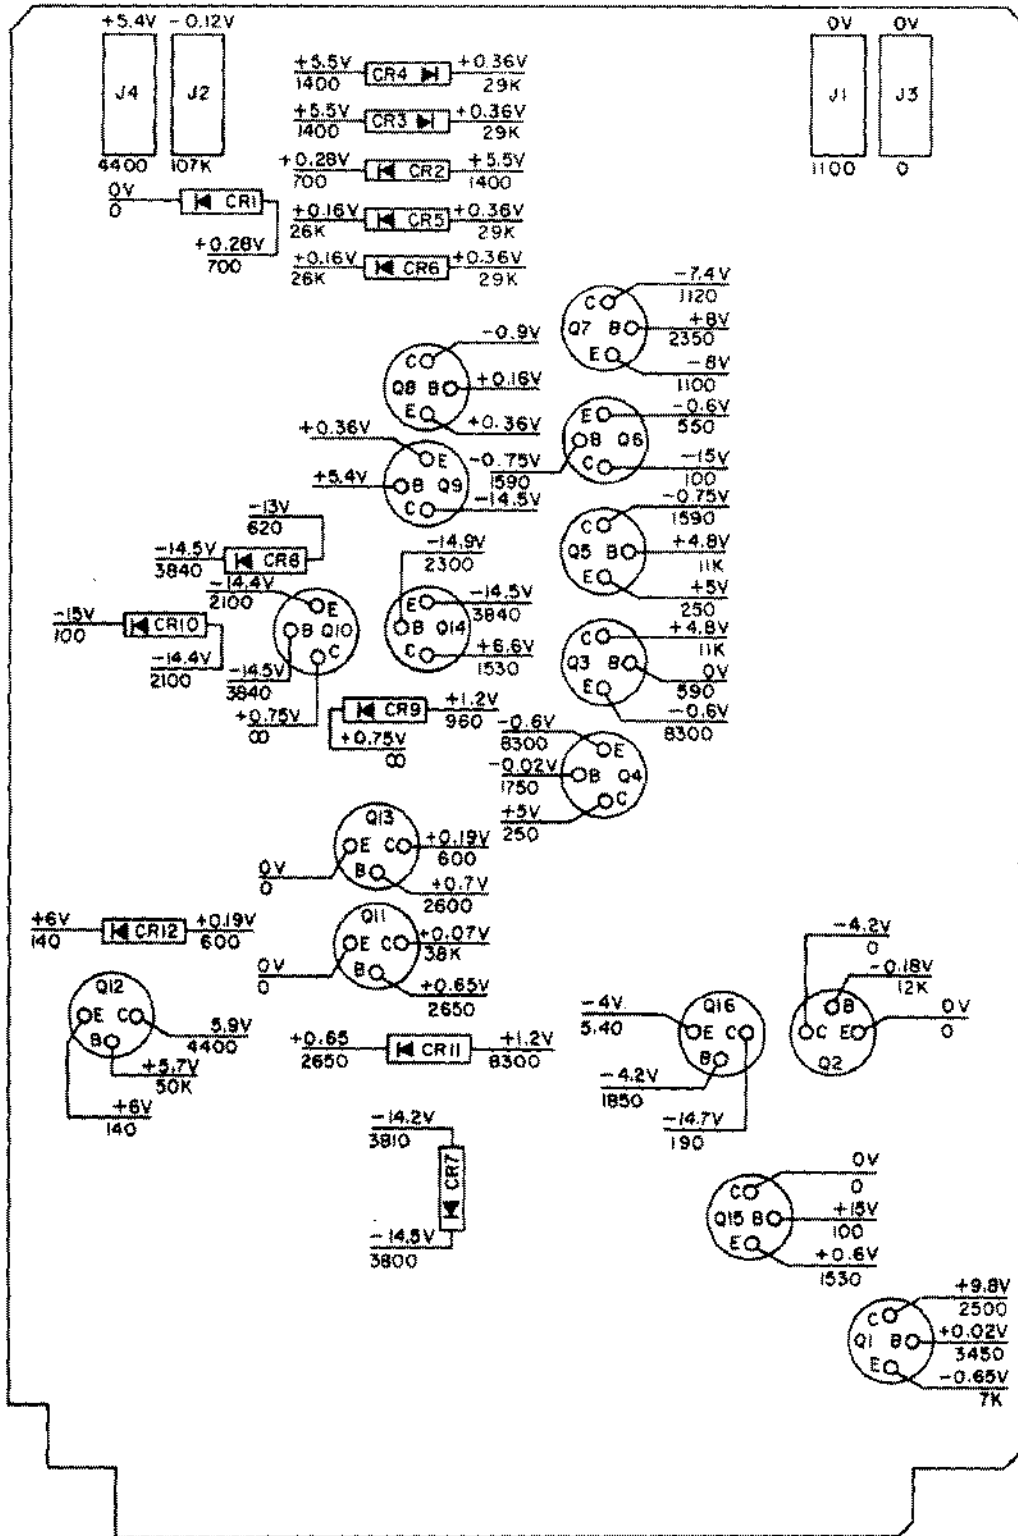 +5.4V
-0.12V
J4
J2
4400
107K
0V
0V
J1
J3
1100
0
+5.5V
1400
CR4
+0.36V
29K
+5.5V
1400
CR3
+0.36V
29K
+0.28V
700
CR2
+5.5V
1400
+0.16V
26K
CR5
+0.36V
29K
+0.16V
26K
CR6
+0.36V
29K
0V
0
CR1
+0.28V
700
C
Q7
B
E
-7.4V
1120
+8V
2350
-8V
1100
C
Q8
B
E
-0.9V
+0.16V
+0.36V
E
B
Q6
C
-0.6V
550
-0.75V
1590
-15V
100
+0.36V
+5.4V
E
B
Q9
C
-14.5V
C
Q5
B
E
-0.75V
1590
+4.8V
11K
+5V
250
-13V
620
-14.5V
3840
CR8
-15V
100
CR10
-14.4V
2100
-14.4V
2100
E
B
Q10
C
-14.5V
3840
+0.75V
∞
-14.9V
2300
E
B
Q14
C
-14.5V
3840
+6.6V
1530
C
Q3
B
E
+4.8V
11K
0V
590
-0.6V
8300
CR9
+1.2V
960
+0.75V
∞
-0.6V
8300
-0.02V
1750
+5V
250
E
B
Q4
C
Q13
E
C
B
0V
0
+0.19V
600
+0.7V
2600
+6V
140
CR12
+0.19V
600
Q11
E
C
B
0V
0
+0.07V
38K
+0.65V
2650
Q12
E
C
B
5.9V
4400
+5.7V
50K
+6V
140
+0.65
2650
CR11
+1.2V
8300
-4V
5.40
Q16
E
C
B
-4.2V
1850
-14.7V
190
-4.2V
0
-0.18V
12K
0V
0
B
C
E
Q2
-14.2V
3810
CR7
-14.5V
3800
C
Q15
B
E
0V
0
+15V
100
+0.6V
1530
C
Q1
B
E
+9.8V
2500
+0.02V
3450
-0.65V
7K